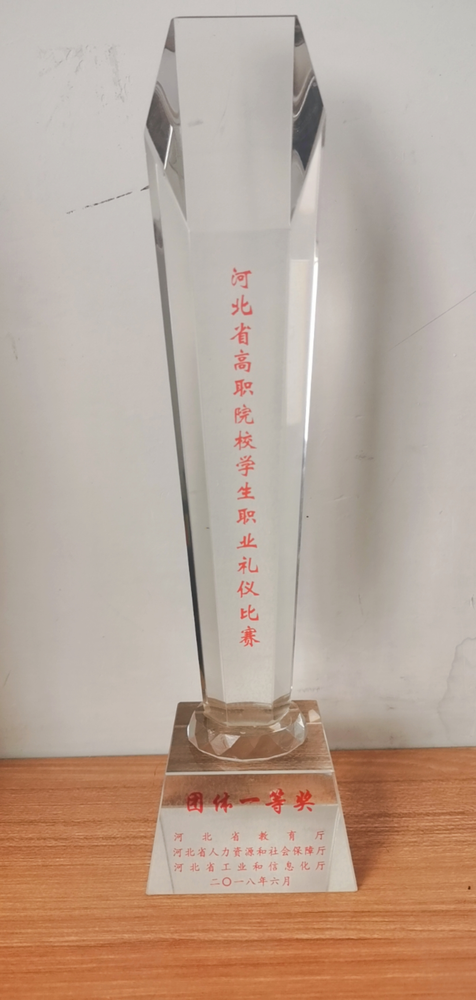 河北省高职院校学生职业礼仪比赛
团体一等奖
河北省教育厅
河北省人力资源和社会保障厅
河北省工业和信息化厅
二〇一八年六月